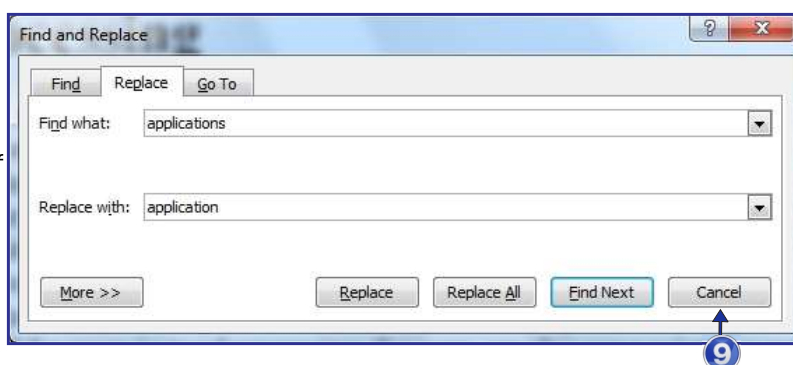 Find and Replace
Find Replace Go To
Find what: applications
Replace with: application
More >> Replace Replace All Find Next Cancel
9